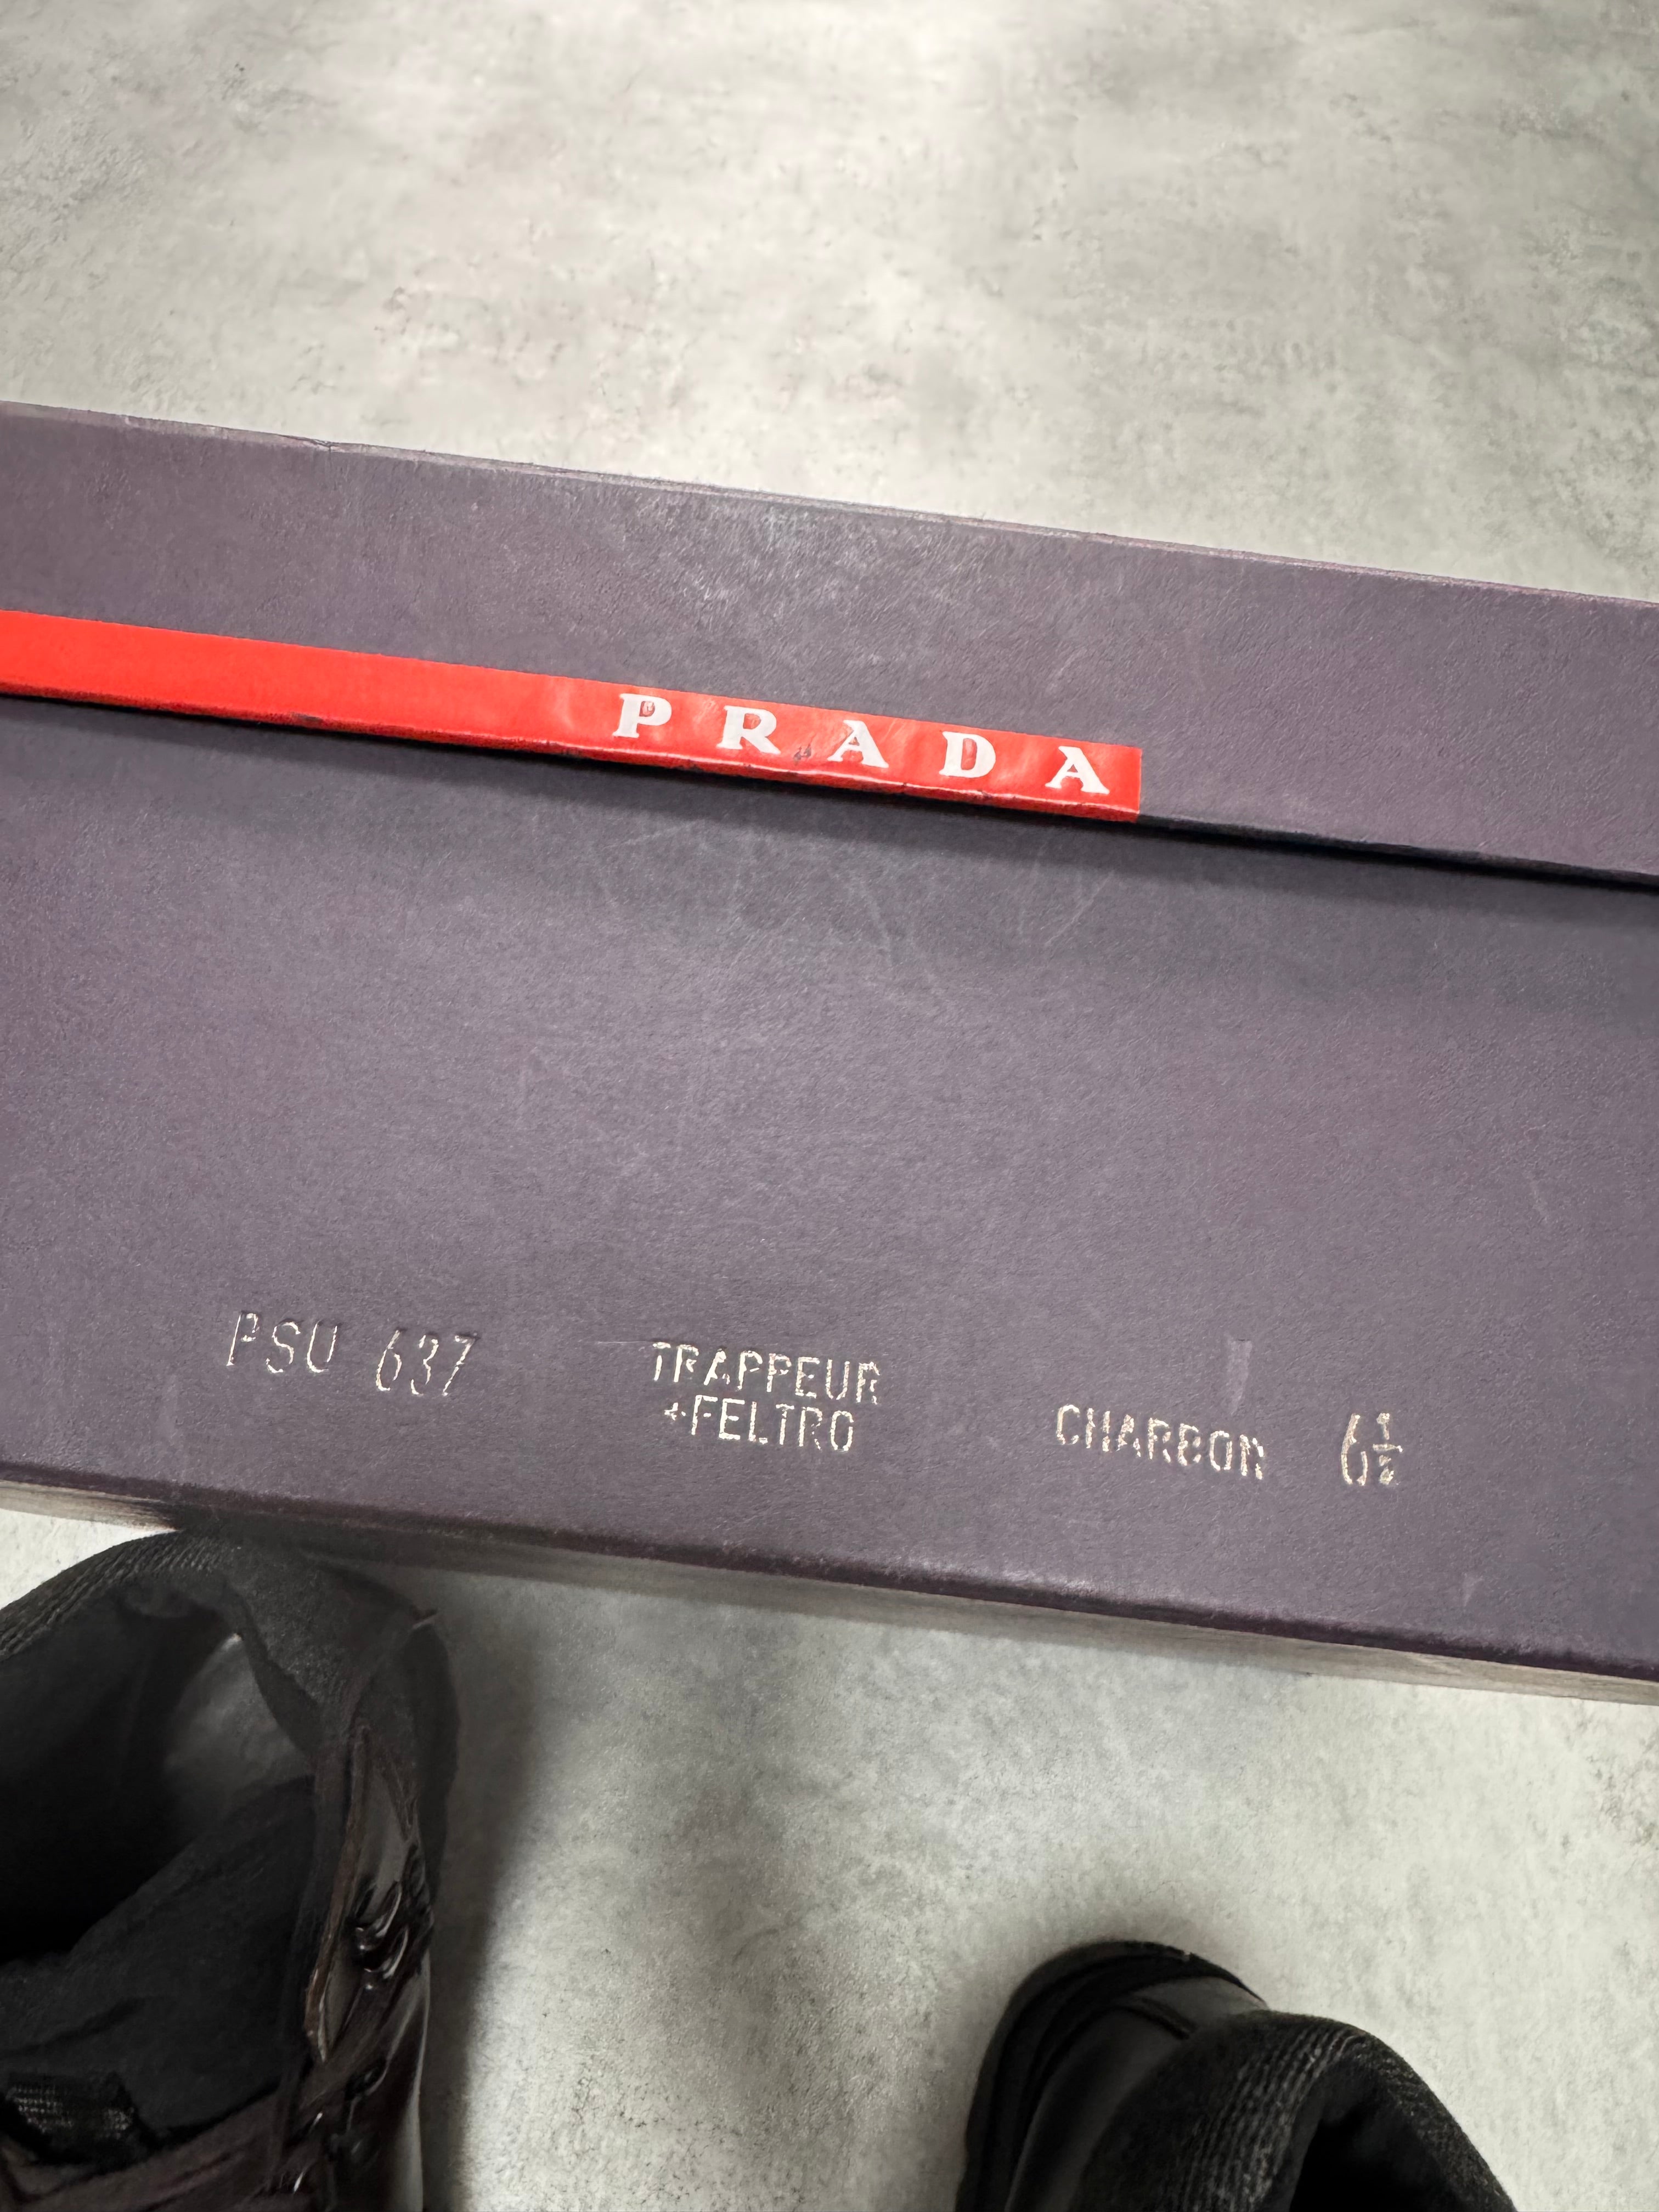 PRADA
PSU 637
TRAPPEUR
+FELTRO
CHARBON 6½